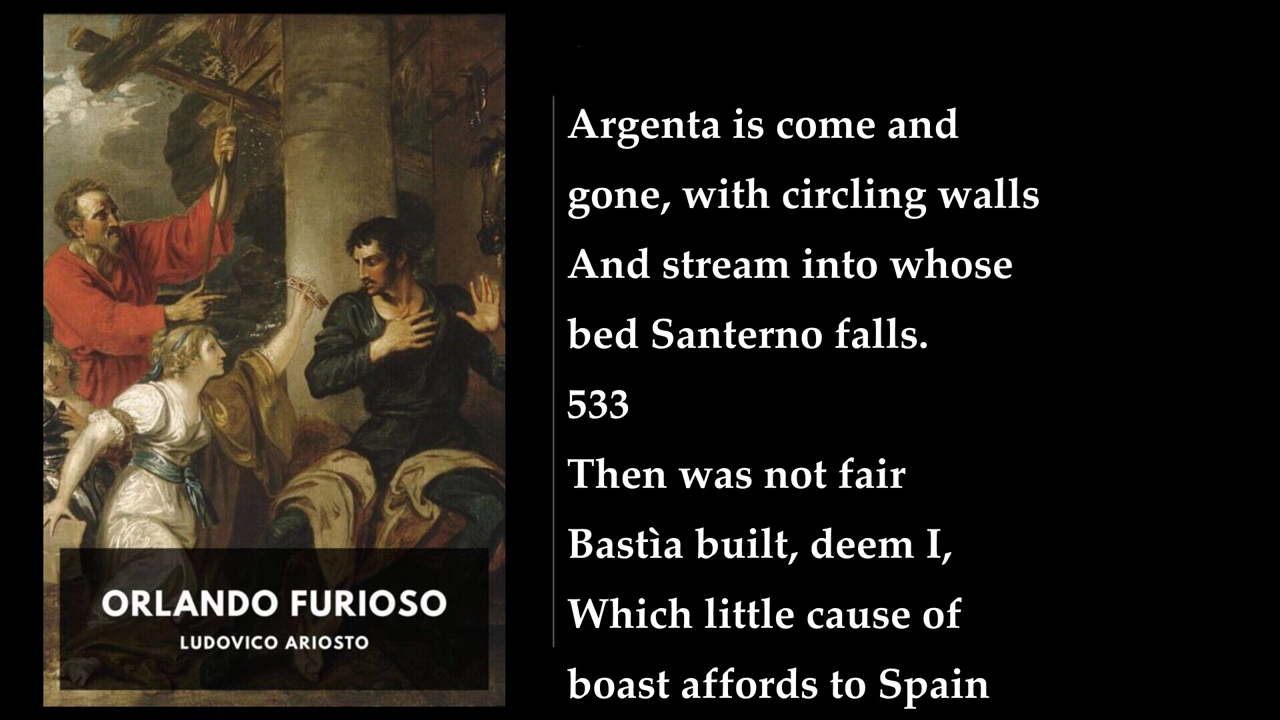 ORLANDO FURIOSO
LUDOVICO ARIOSTO
Argenta is come and
gone, with circling walls
And stream into whose
bed Santerno falls.
533
Then was not fair
Bastìa built, deem I,
Which little cause of
boast affords to Spain